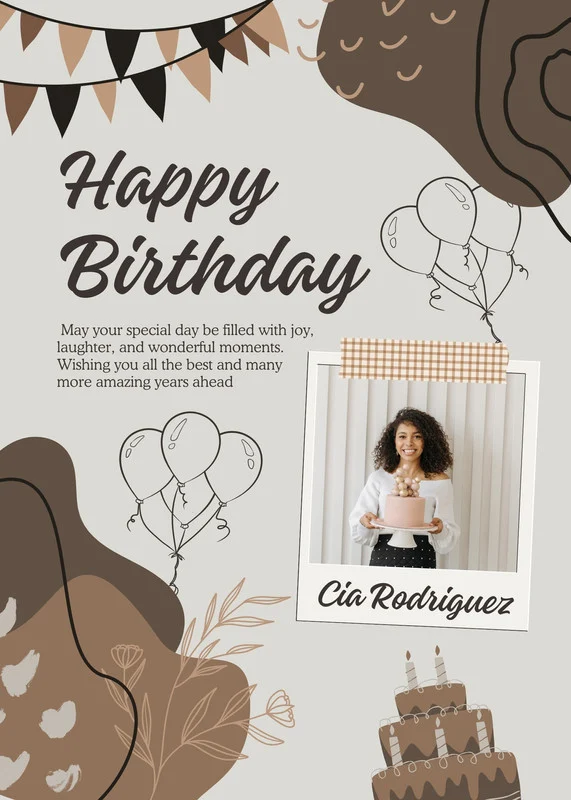 Happy
Birthday
May your special day be filled with joy,
laughter, and wonderful moments.
Wishing you all the best and many
more amazing years ahead
Cia Rodriguez